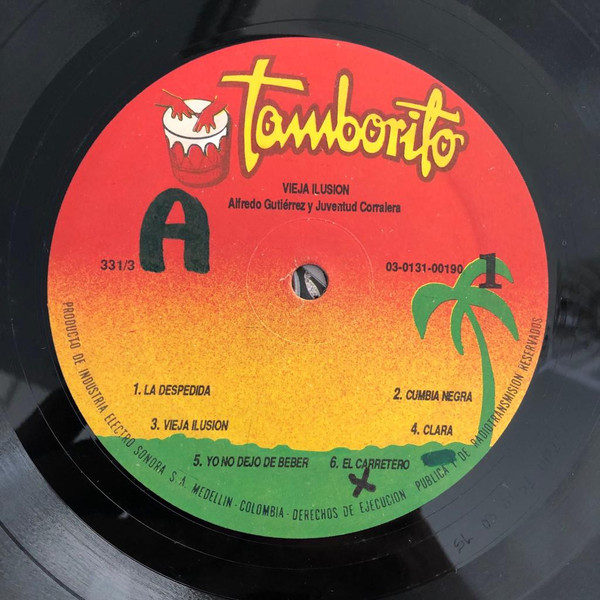 Tamborito
VIEJA ILUSION
Alfredo Gutiérrez y Juventud Corralera
A
33 1/3
03-0131-00190
1
1. LA DESPEDIDA
2. CUMBIA NEGRA
3. VIEJA ILUSION
4. CLARA
5. YO NO DEJO DE BEBER
6. EL CARRETERO
X
PRODUCTO DE INDUSTRIA ELECTRO SONORA S.A. MEDELLIN - COLOMBIA - DERECHOS DE EJECUCION PUBLICA Y DE RADIOTRANSMISION RESERVADOS